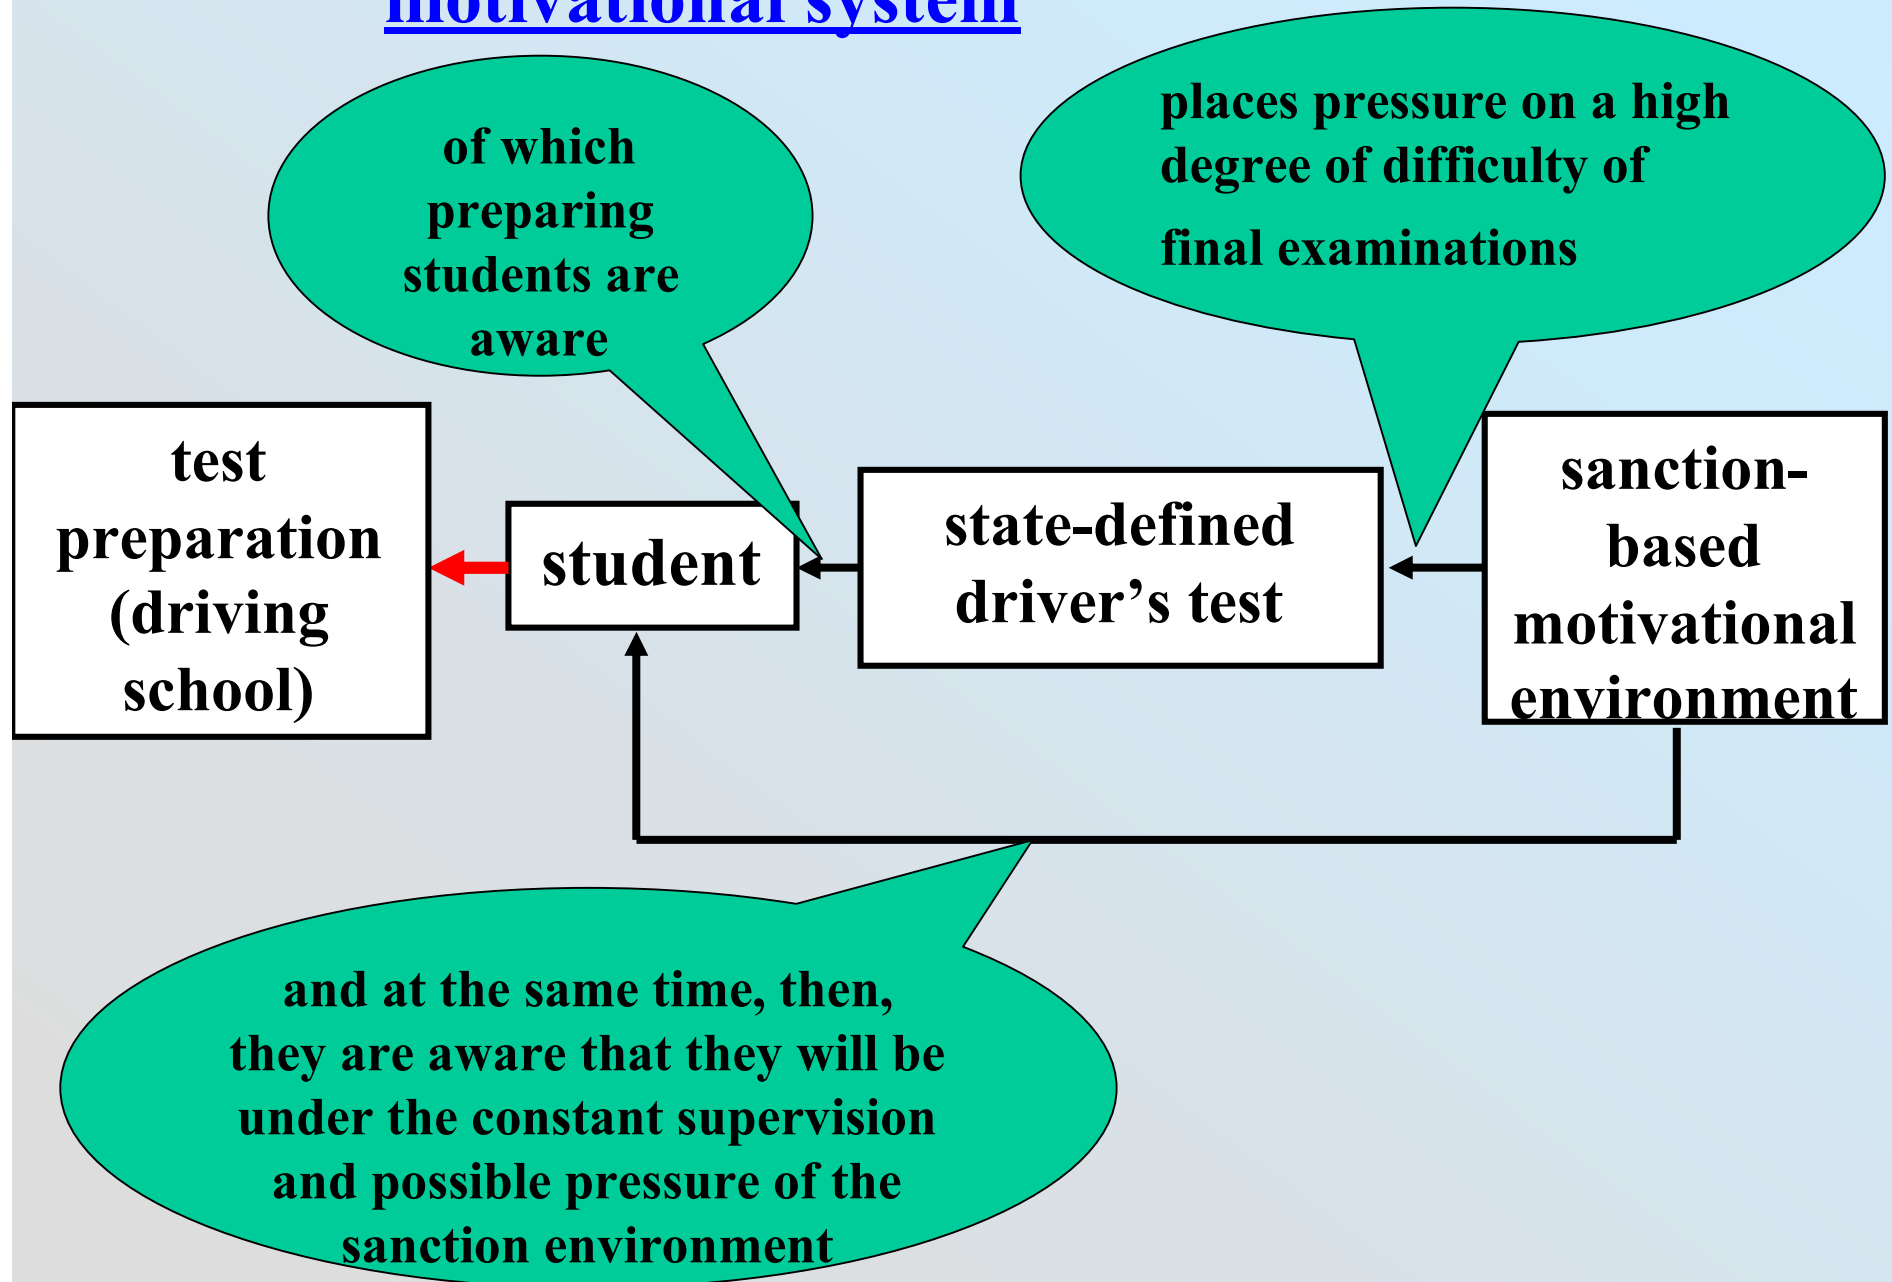 motivational system
of which
preparing
students are
aware
places pressure on a high
degree of difficulty of
final examinations
test
preparation
(driving
school)
student
state-defined
driver’s test
sanction-
based
motivational
environment
and at the same time, then,
they are aware that they will be
under the constant supervision
and possible pressure of the
sanction environment